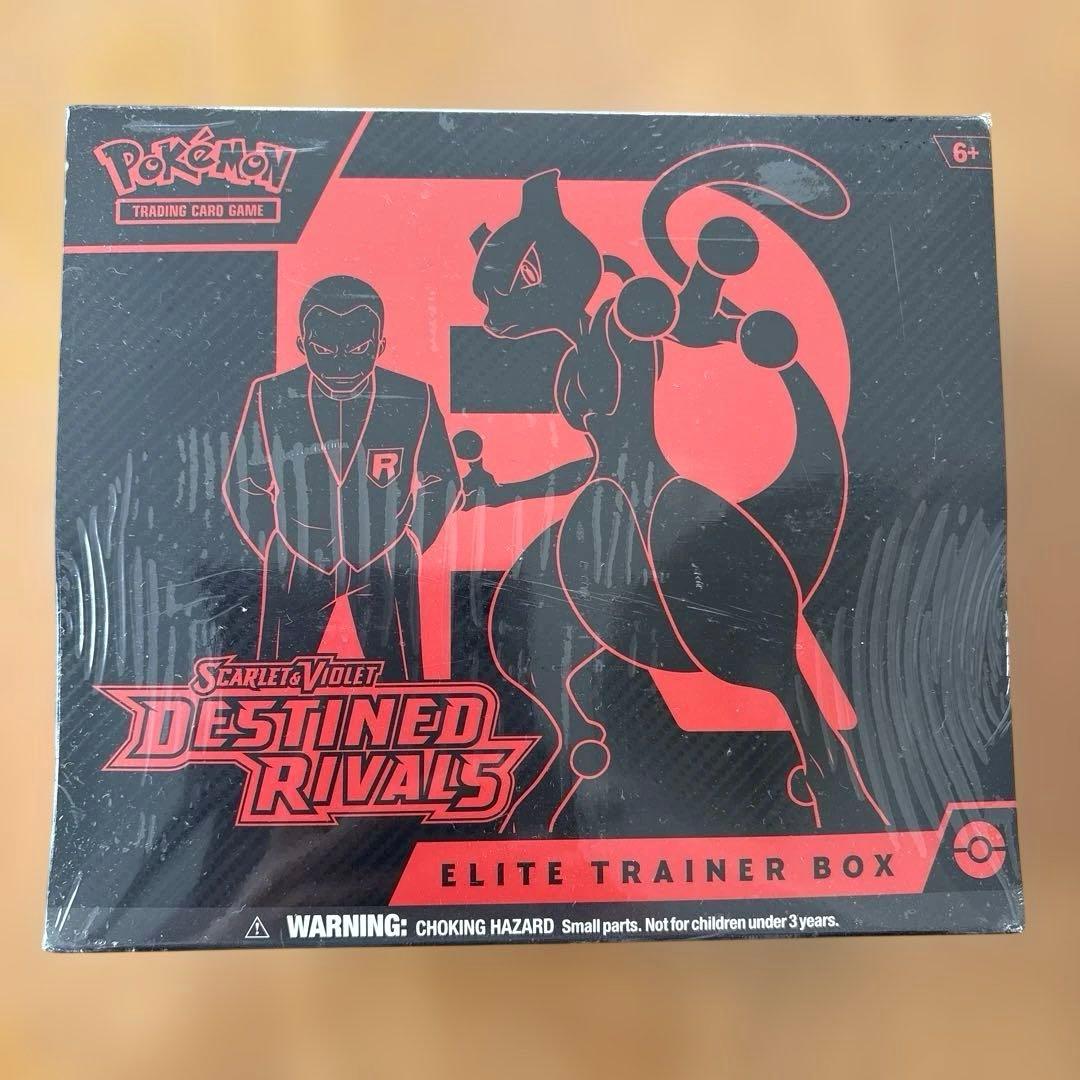 POKéMON™
TRADING CARD GAME
6+
R
SCARLET & VIOLET
DESTINED
RIVALS
ELITE TRAINER BOX
⚠ WARNING: CHOKING HAZARD Small parts. Not for children under 3 years.